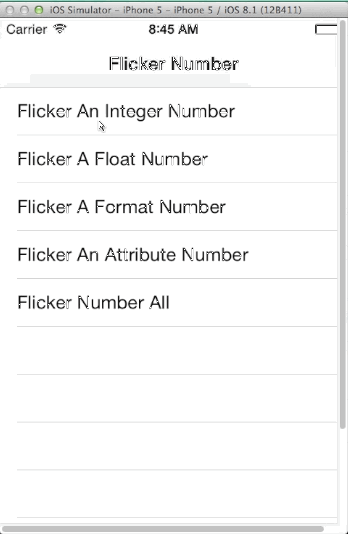 iOS Simulator - iPhone 5 - iPhone 5 / iOS 8.1 (12B411)
Carrier 8:45 AM
Flicker Number
Flicker An Integer Number
Flicker A Float Number
Flicker A Format Number
Flicker An Attribute Number
Flicker Number All